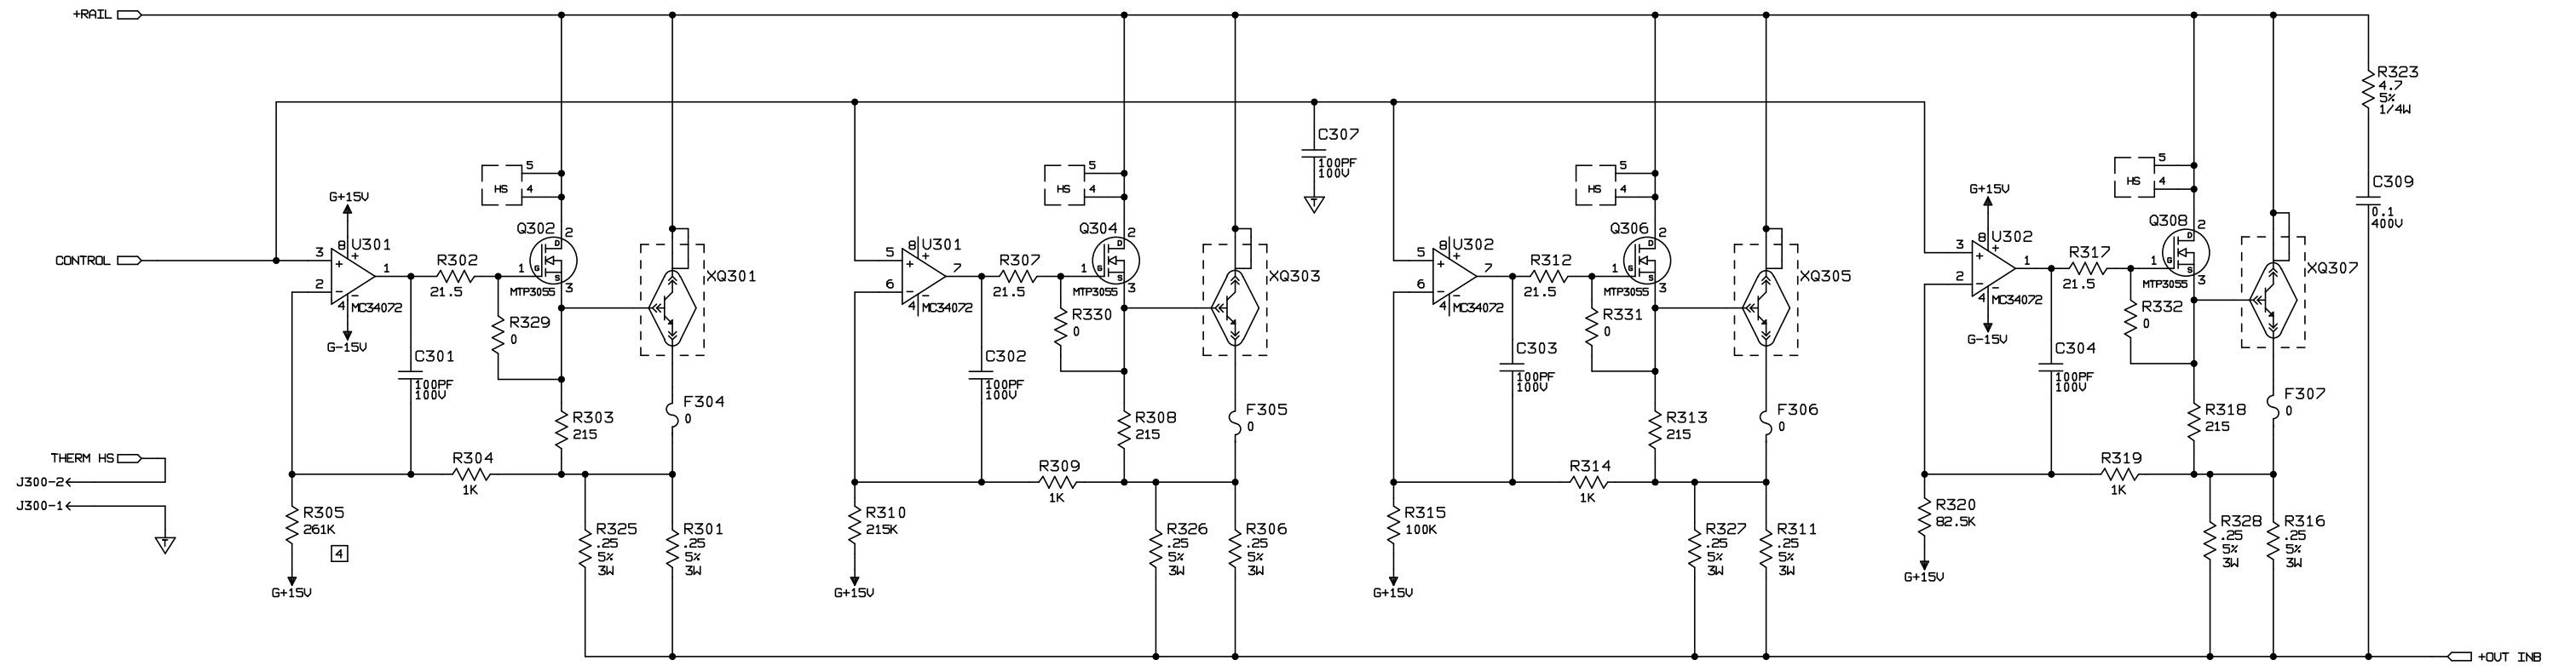 +RAIL
R323
4.7
5%
1/4W
C307
100PF
100V
C309
0.1
400V
HS
5
4
HS
5
4
HS
5
4
HS
5
4
CONTROL
G+15V
3
2
8
4
+
-
+
-
U301
MC34072
1
G-15V
R302
21.5
Q302
1
2
3
D
G
S
MTP3055
XQ301
R329
0
C301
100PF
100V
R303
215
F304
0
R304
1K
R305
261K
4
G+15V
R325
.25
5%
3W
R301
.25
5%
3W
5
6
8
4
+
-
+
-
U301
MC34072
7
R307
21.5
Q304
1
2
3
D
G
S
MTP3055
XQ303
R330
0
C302
100PF
100V
R308
215
F305
0
R309
1K
R310
215K
G+15V
R326
.25
5%
3W
R306
.25
5%
3W
5
6
8
4
+
-
+
-
U302
MC34072
7
R312
21.5
Q306
1
2
3
D
G
S
MTP3055
XQ305
R331
0
C303
100PF
100V
R313
215
F306
0
R314
1K
R315
100K
G+15V
R327
.25
5%
3W
R311
.25
5%
3W
G+15V
3
2
8
4
+
-
+
-
U302
MC34072
1
G-15V
R317
21.5
Q308
1
2
3
D
G
S
MTP3055
XQ307
R332
0
C304
100PF
100V
R318
215
F307
0
R319
1K
R320
82.5K
G+15V
R328
.25
5%
3W
R316
.25
5%
3W
THERM HS
J300-2
J300-1
T
T
+OUT INB